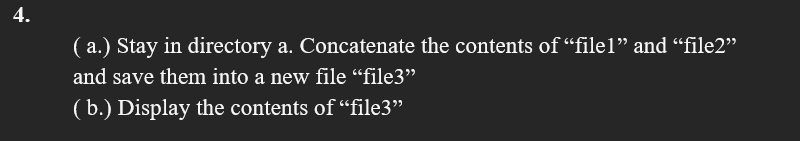 4.
( a.) Stay in directory a. Concatenate the contents of “file1” and “file2”
and save them into a new file “file3”
( b.) Display the contents of “file3”